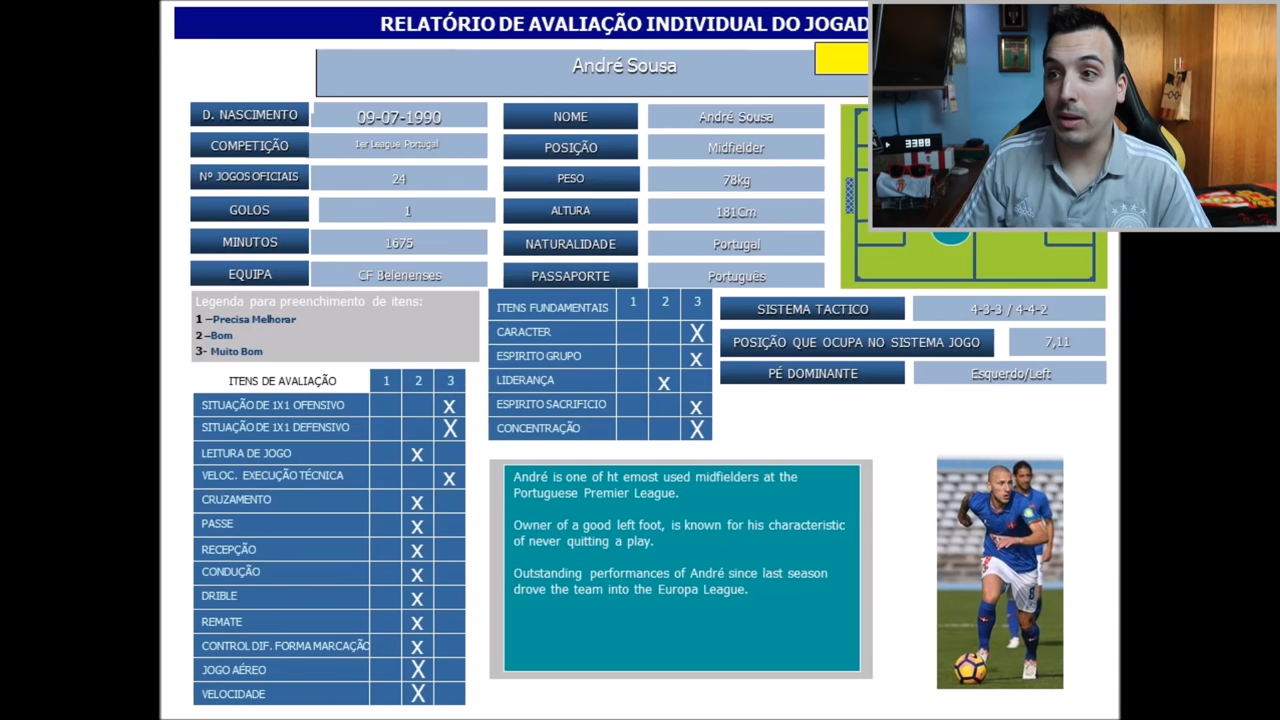 RELATÓRIO DE AVALIAÇÃO INDIVIDUAL DO JOGAD
André Sousa
D. NASCIMENTO 09-07-1990 NOME André Sousa
COMPETIÇÃO 1er League Portugal POSIÇÃO Midfielder
Nº JOGOS OFICIAIS 24 PESO 78kg
GOLOS 1 ALTURA 181Cm
MINUTOS 1675 NATURALIDADE Portugal
EQUIPA CF Belenenses PASSAPORTE Português
3388
Legenda para preenchimento de itens:
1 –Precisa Melhorar
2 –Bom
3- Muito Bom
ITENS FUNDAMENTAIS 1 2 3
CARACTER X
ESPIRITO GRUPO X
LIDERANÇA X
ESPIRITO SACRIFICIO X
CONCENTRAÇÃO X
SISTEMA TACTICO 4-3-3 / 4-4-2
POSIÇÃO QUE OCUPA NO SISTEMA JOGO 7,11
PÉ DOMINANTE Esquerdo/Left
ITENS DE AVALIAÇÃO 1 2 3
SITUAÇÃO DE 1X1 OFENSIVO X
SITUAÇÃO DE 1X1 DEFENSIVO X
LEITURA DE JOGO X
VELOC. EXECUÇÃO TÉCNICA X
CRUZAMENTO X
PASSE X
RECEPÇÃO X
CONDUÇÃO X
DRIBLE X
REMATE X
CONTROL DIF. FORMA MARCAÇÃO X
JOGO AÉREO X
VELOCIDADE X
André is one of ht emost used midfielders at the
Portuguese Premier League.
Owner of a good left foot, is known for his characteristic
of never quitting a play.
Outstanding performances of André since last season
drove the team into the Europa League.
8